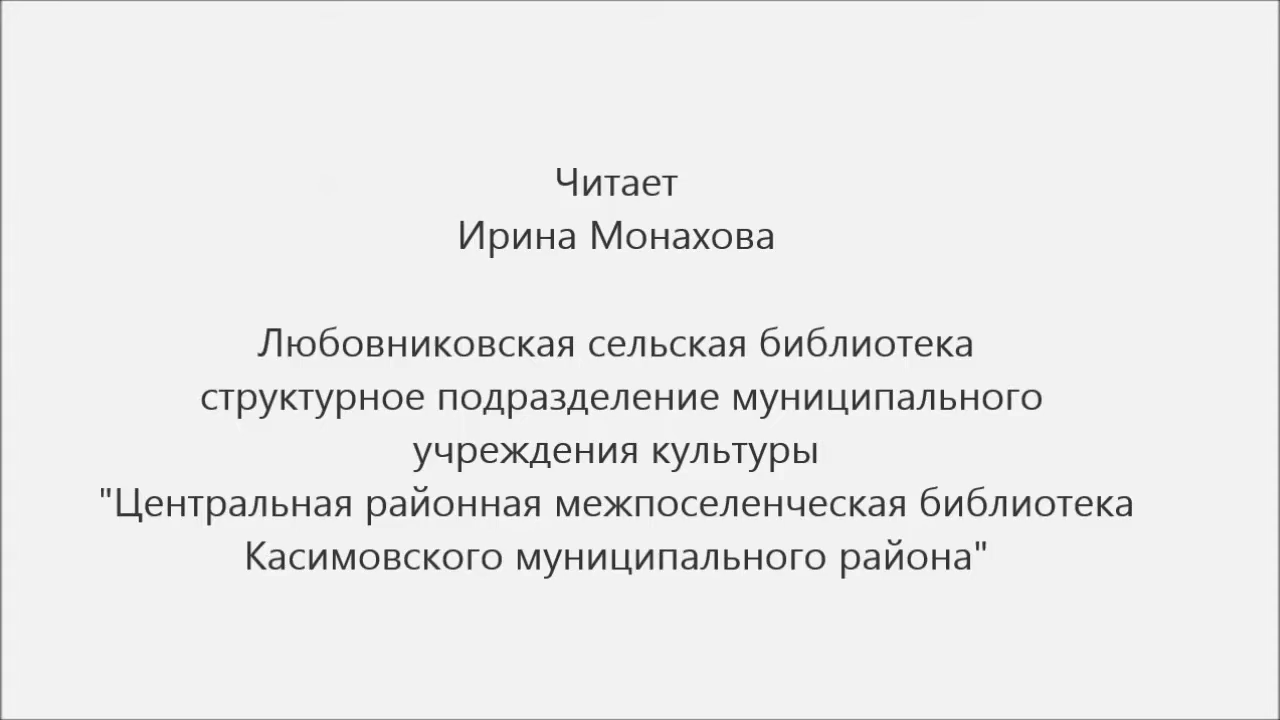 Читает
Ирина Монахова
Любовниковская сельская библиотека
структурное подразделение муниципального
учреждения культуры
"Центральная районная межпоселенческая библиотека
Касимовского муниципального района"